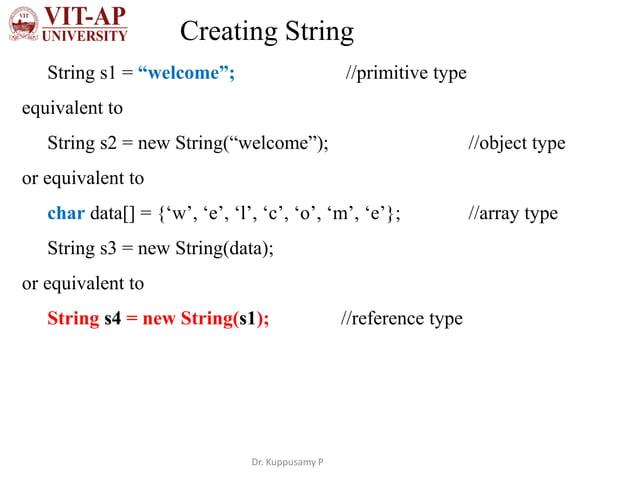 VIT-AP
UNIVERSITY
Creating String
String s1 = “welcome”; //primitive type
equivalent to
String s2 = new String(“welcome”); //object type
or equivalent to
char data[] = {‘w’, ‘e’, ‘l’, ‘c’, ‘o’, ‘m’, ‘e’}; //array type
String s3 = new String(data);
or equivalent to
String s4 = new String(s1); //reference type
Dr. Kuppusamy P